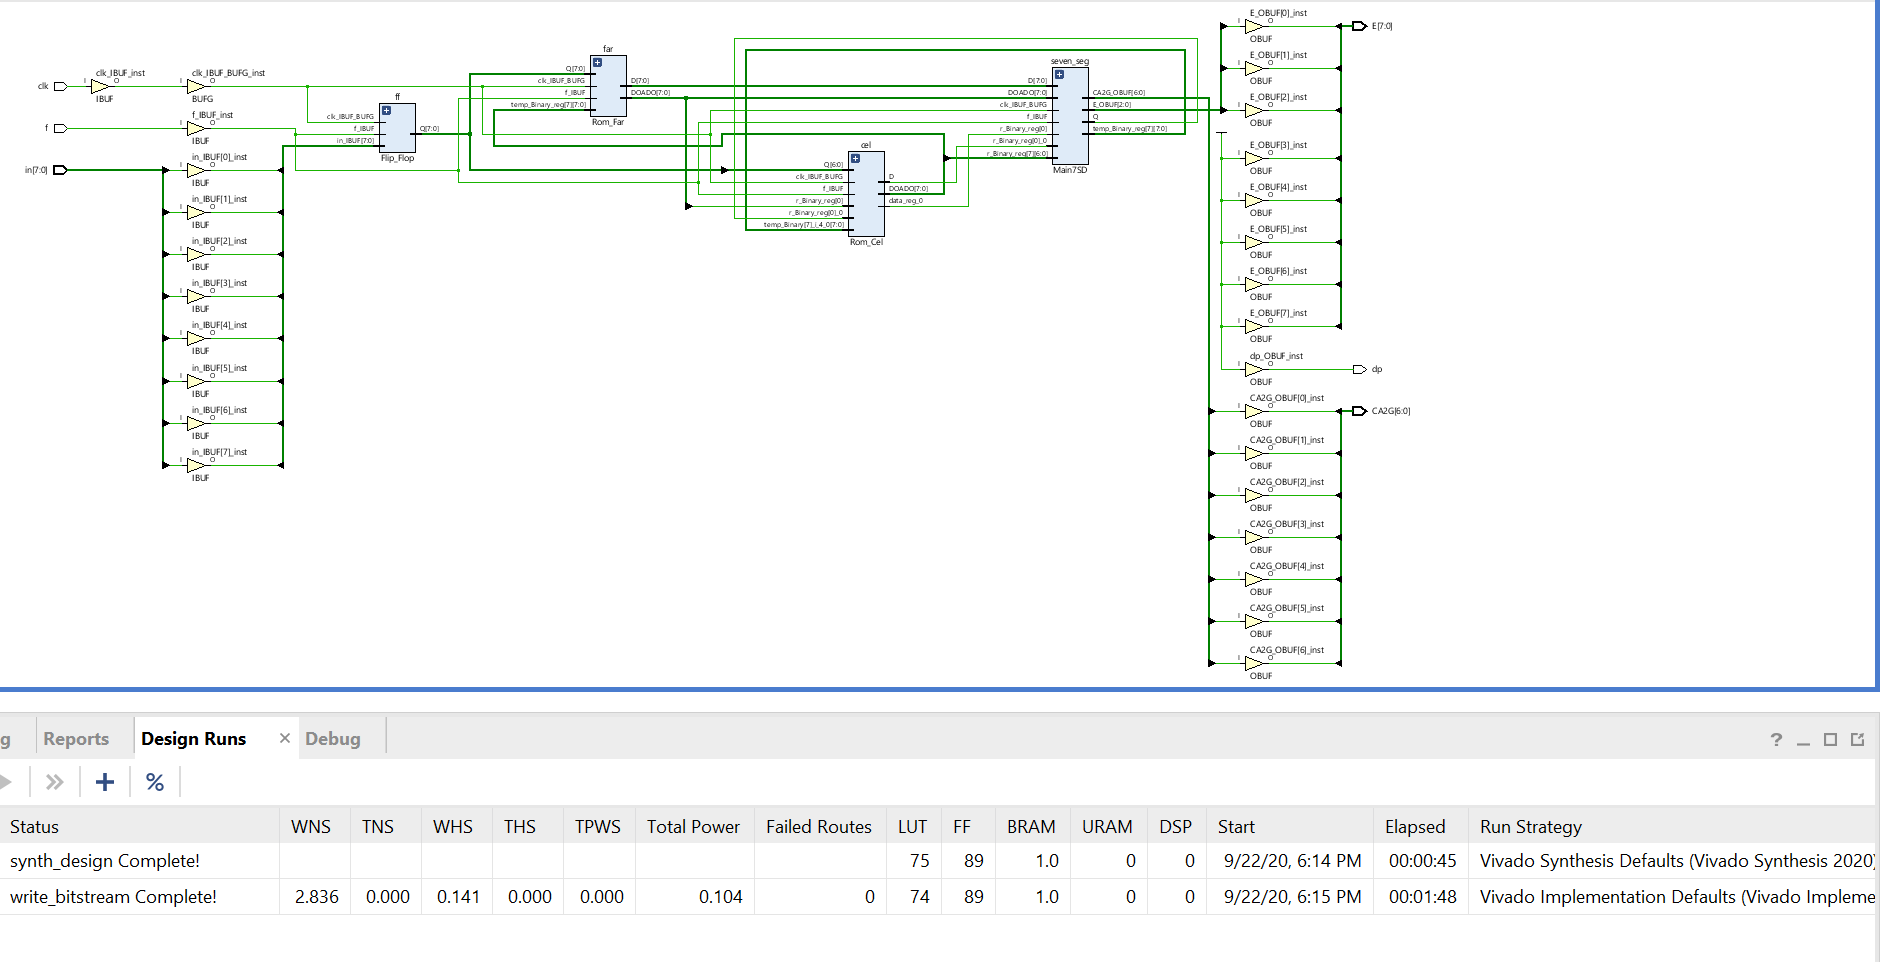 clk
clk_IBUF_inst
I
O
IBUF
clk_IBUF_BUFG_inst
I
O
BUFG
f
f_IBUF_inst
I
O
IBUF
in[7:0]
in_IBUF[0]_inst
I
O
IBUF
in_IBUF[1]_inst
I
O
IBUF
in_IBUF[2]_inst
I
O
IBUF
in_IBUF[3]_inst
I
O
IBUF
in_IBUF[4]_inst
I
O
IBUF
in_IBUF[5]_inst
I
O
IBUF
in_IBUF[6]_inst
I
O
IBUF
in_IBUF[7]_inst
I
O
IBUF
ff
clk_IBUF_BUFG
f_IBUF
in_IBUF[7:0]
Q[7:0]
Flip_Flop
far
Q[7:0]
clk_IBUF_BUFG
f_IBUF
temp_Binary_reg[7][7:0]
D[7:0]
DOADO[7:0]
Rom_Far
cel
Q[6:0]
clk_IBUF_BUFG
f_IBUF
r_Binary_reg[0]
r_Binary_reg[0]_0
temp_Binary[7]_i_4_0[7:0]
D
DOADO[7:0]
data_reg_0
Rom_Cel
seven_seg
D[7:0]
DOADO[7:0]
clk_IBUF_BUFG
f_IBUF
r_Binary_reg[0]
r_Binary_reg[0]_0
r_Binary_reg[7][6:0]
CA2G_OBUF[6:0]
E_OBUF[2:0]
Q
temp_Binary_reg[7][7:0]
Main7SD
E_OBUF[0]_inst
I
O
OBUF
E[7:0]
E_OBUF[1]_inst
I
O
OBUF
E_OBUF[2]_inst
I
O
OBUF
E_OBUF[3]_inst
I
O
OBUF
E_OBUF[4]_inst
I
O
OBUF
E_OBUF[5]_inst
I
O
OBUF
E_OBUF[6]_inst
I
O
OBUF
E_OBUF[7]_inst
I
O
OBUF
dp_OBUF_inst
I
O
OBUF
dp
CA2G_OBUF[0]_inst
I
O
OBUF
CA2G[6:0]
CA2G_OBUF[1]_inst
I
O
OBUF
CA2G_OBUF[2]_inst
I
O
OBUF
CA2G_OBUF[3]_inst
I
O
OBUF
CA2G_OBUF[4]_inst
I
O
OBUF
CA2G_OBUF[5]_inst
I
O
OBUF
CA2G_OBUF[6]_inst
I
O
OBUF
g Reports Design Runs × Debug ?
%
Status WNS TNS WHS THS TPWS Total Power Failed Routes LUT FF BRAM URAM DSP Start Elapsed Run Strategy
synth_design Complete! 75 89 1.0 0 0 9/22/20, 6:14 PM 00:00:45 Vivado Synthesis Defaults (Vivado Synthesis 2020)
write_bitstream Complete! 2.836 0.000 0.141 0.000 0.000 0.104 0 74 89 1.0 0 0 9/22/20, 6:15 PM 00:01:48 Vivado Implementation Defaults (Vivado Impleme